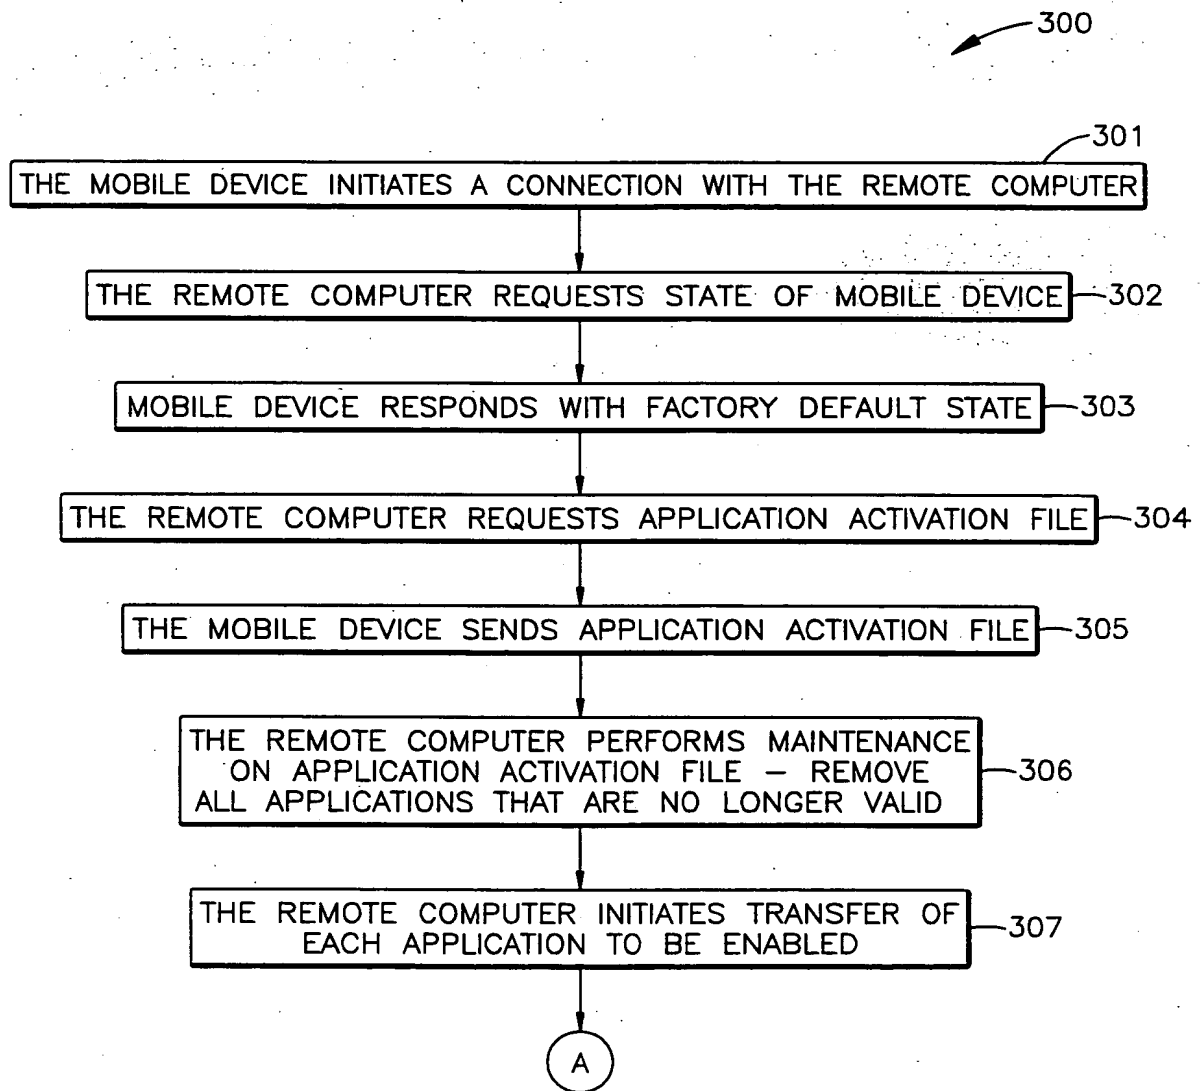 300
301
THE MOBILE DEVICE INITIATES A CONNECTION WITH THE REMOTE COMPUTER
THE REMOTE COMPUTER REQUESTS STATE OF MOBILE DEVICE
302
MOBILE DEVICE RESPONDS WITH FACTORY DEFAULT STATE
303
THE REMOTE COMPUTER REQUESTS APPLICATION ACTIVATION FILE
304
THE MOBILE DEVICE SENDS APPLICATION ACTIVATION FILE
305
THE REMOTE COMPUTER PERFORMS MAINTENANCE
ON APPLICATION ACTIVATION FILE – REMOVE
ALL APPLICATIONS THAT ARE NO LONGER VALID
306
THE REMOTE COMPUTER INITIATES TRANSFER OF
EACH APPLICATION TO BE ENABLED
307
A